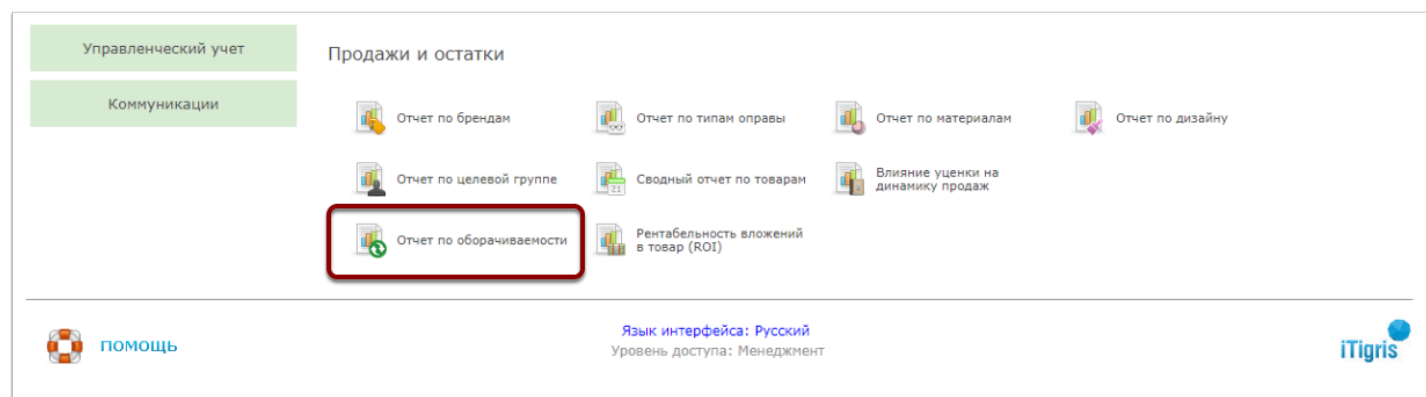 Управленческий учет
Коммуникации
Продажи и остатки
Отчет по брендам
Отчет по типам оправы
Отчет по материалам
Отчет по дизайну
Отчет по целевой группе
Сводный отчет по товарам
Влияние уценки на
динамику продаж
Отчет по оборачиваемости
Рентабельность вложений
в товар (ROI)
ПОМОЩЬ
Язык интерфейса: Русский
Уровень доступа: Менеджмент
iTigris